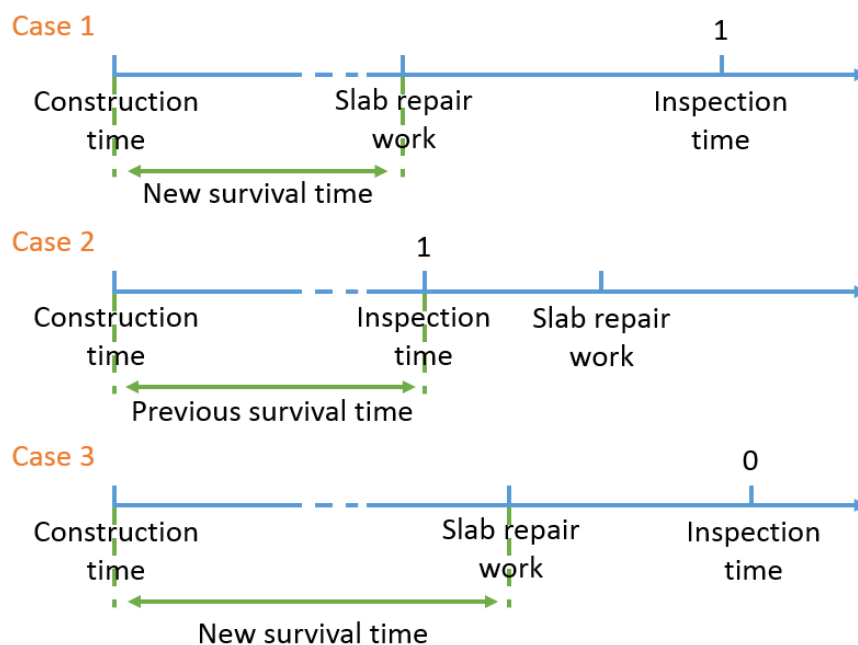 Case 1
1
Construction
time
Slab repair
work
Inspection
time
New survival time
Case 2
1
Construction
time
Inspection
time
Slab repair
work
Previous survival time
Case 3
0
Construction
time
Slab repair
work
Inspection
time
New survival time